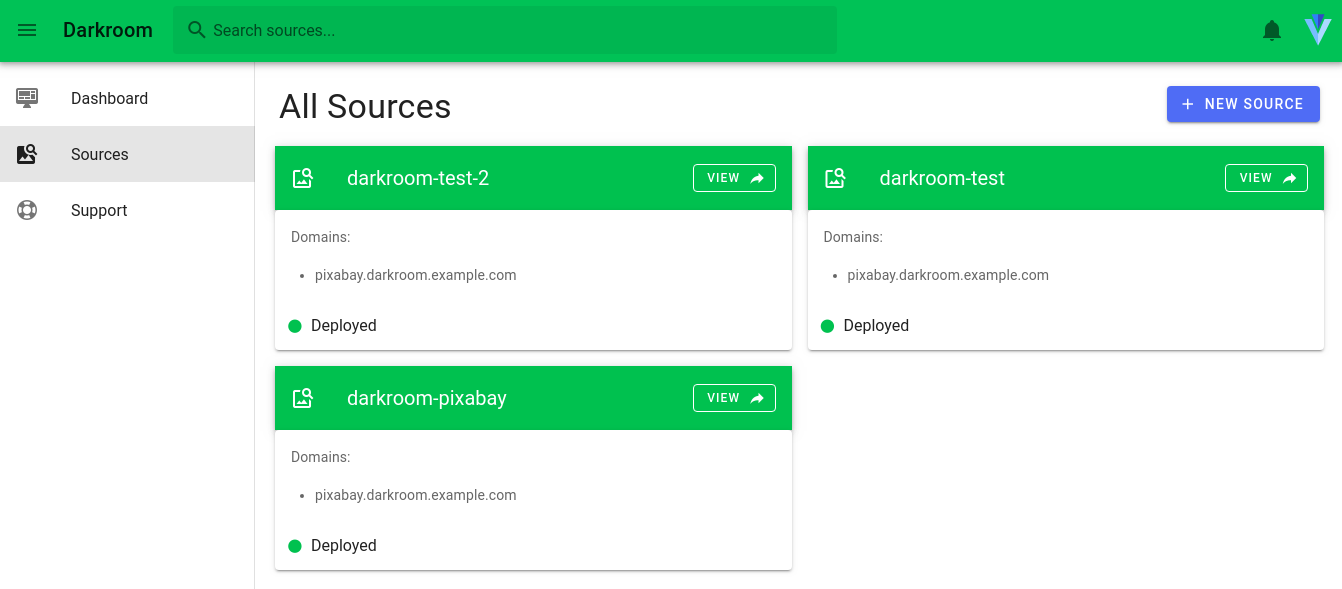 Darkroom
Search sources...
Dashboard
Sources
Support
All Sources
NEW SOURCE
darkroom-test-2
VIEW
Domains:
• pixabay.darkroom.example.com
Deployed
darkroom-test
VIEW
Domains:
• pixabay.darkroom.example.com
Deployed
darkroom-pixabay
VIEW
Domains:
• pixabay.darkroom.example.com
Deployed